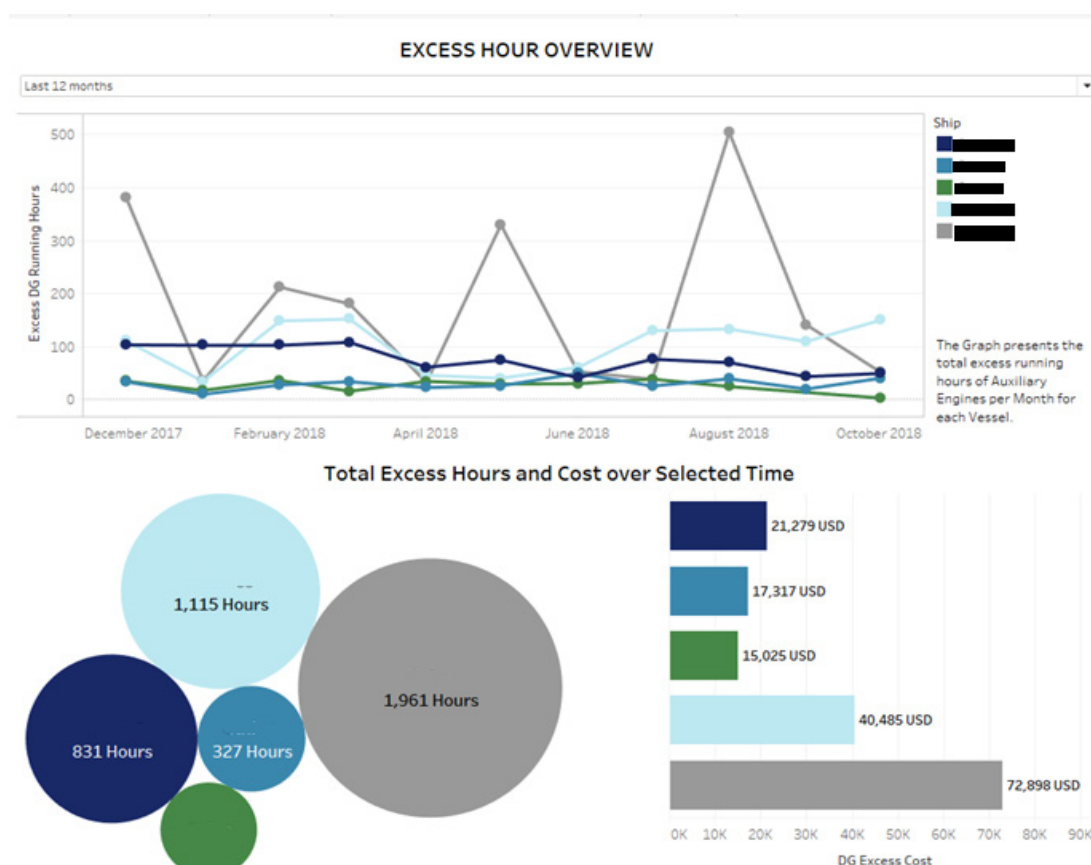 EXCESS HOUR OVERVIEW
Last 12 months
Ship
Excess DG Running Hours
500
400
300
200
100
0
December 2017
February 2018
April 2018
June 2018
August 2018
October 2018
The Graph presents the
total excess running
hours of Auxiliary
Engines per Month for
each Vessel.
Total Excess Hours and Cost over Selected Time
1,115 Hours
1,961 Hours
831 Hours
327 Hours
21,279 USD
17,317 USD
15,025 USD
40,485 USD
72,898 USD
0K
10K
20K
30K
40K
50K
60K
70K
80K
90K
DG Excess Cost